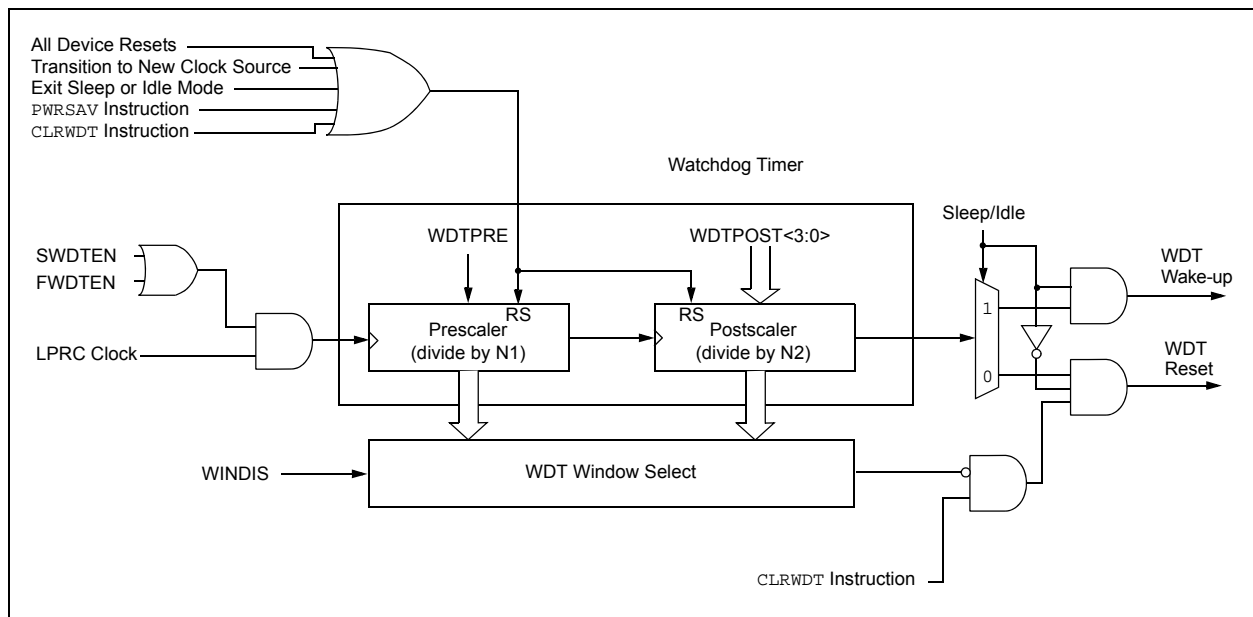 All Device Resets
Transition to New Clock Source
Exit Sleep or Idle Mode
PWRSAV Instruction
CLRWDT Instruction
Watchdog Timer
Sleep/Idle
WDTPRE
WDTPOST<3:0>
SWDTEN
FWDTEN
WDT
Wake-up
RS
RS
1
Prescaler
(divide by N1)
Postscaler
(divide by N2)
LPRC Clock
WDT
Reset
0
WINDIS
WDT Window Select
CLRWDT Instruction